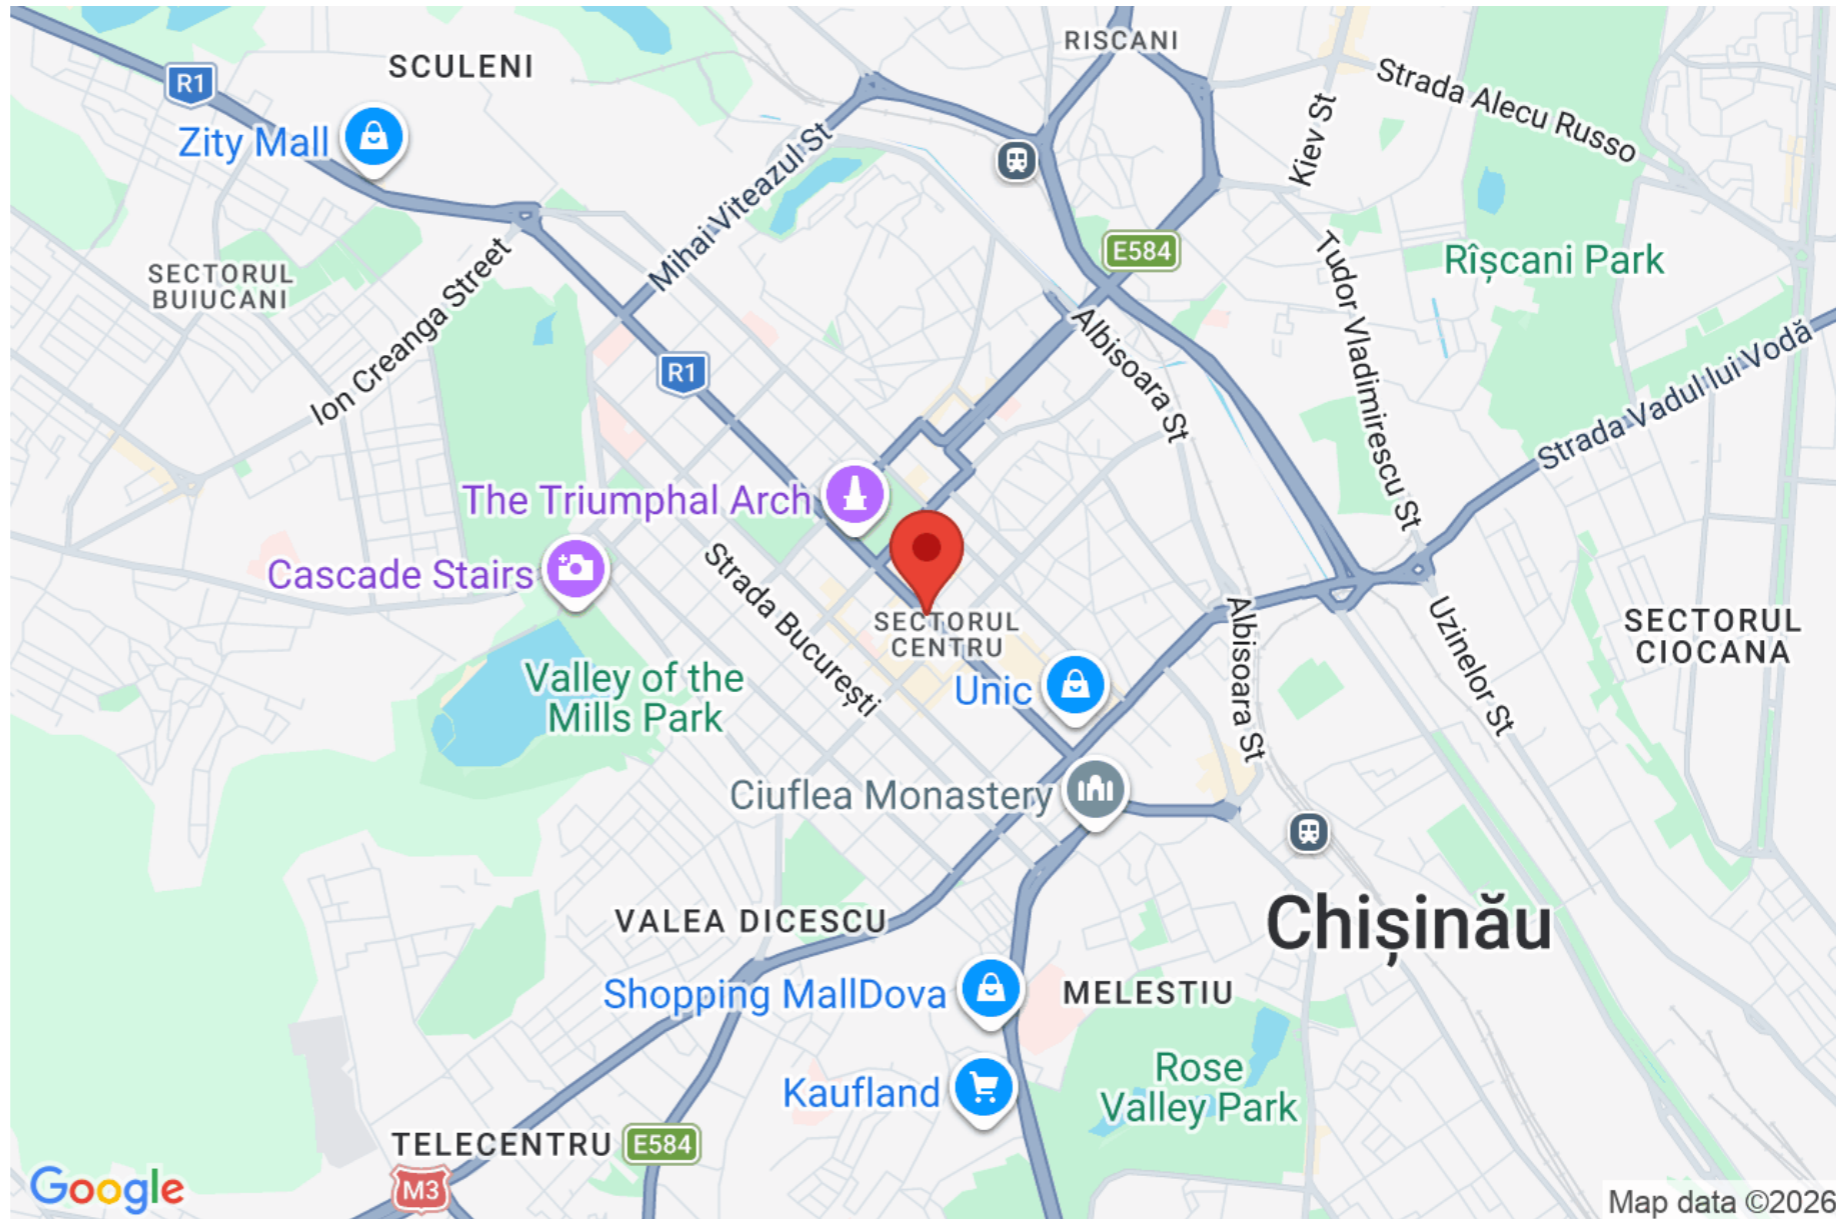 RISCANI
SCULENI
R1
Zity Mall
Strada Alecu Russo
Kiev St
Mihai Viteazul St
E584
Rîșcani Park
SECTORUL
BUIUCANI
Ion Creanga Street
Tudor Vladimirescu St
Albisoara St
Strada Vadul lui Vodă
R1
The Triumphal Arch
Cascade Stairs
Strada București
SECTORUL
CENTRU
Albisoara St
Uzinelor St
SECTORUL
CIOCANA
Valley of the
Mills Park
Unic
Ciuflea Monastery
VALEA DICESCU
Chișinău
Shopping MallDova
MELESTIU
Kaufland
Rose
Valley Park
TELECENTRU
E584
M3
Google
Map data ©2026